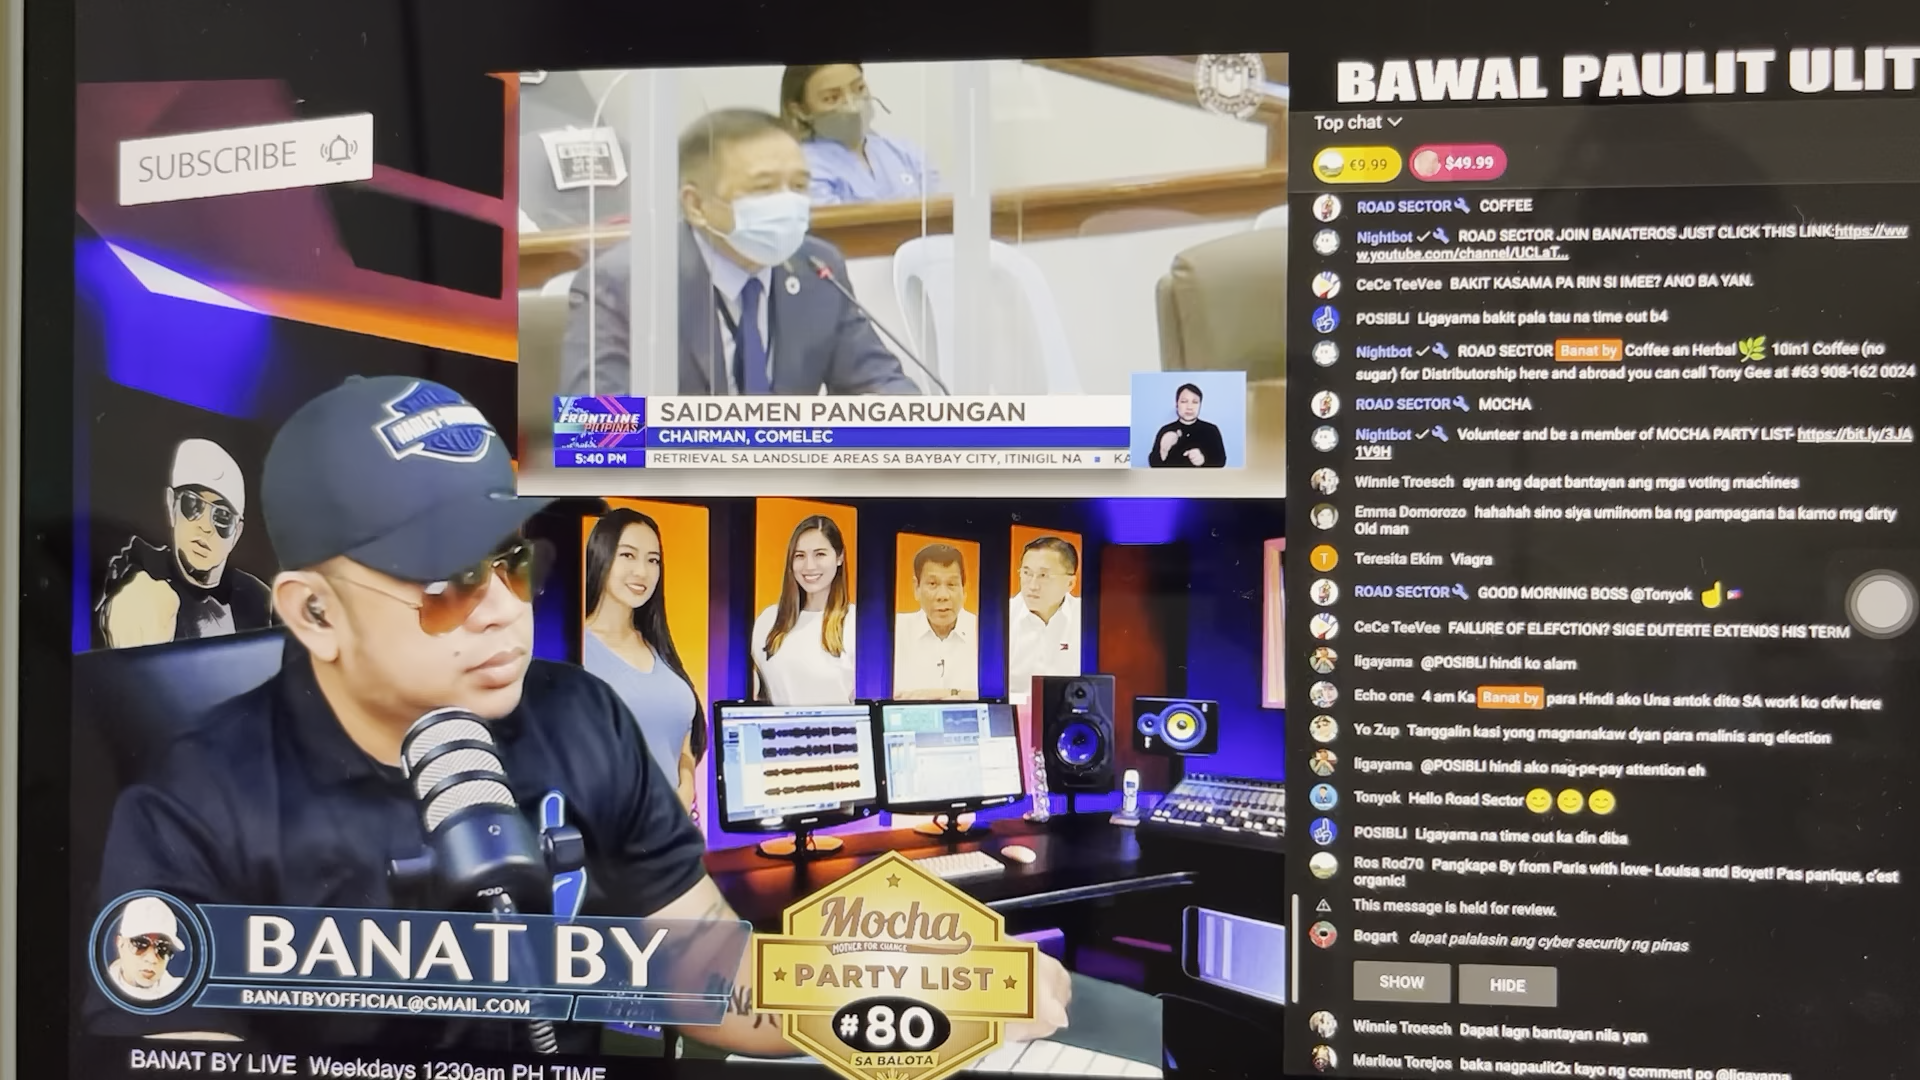 SUBSCRIBE
FRONTLINE
PILIPINAS
SAIDAMEN PANGARUNGAN
CHAIRMAN, COMELEC
5:40 PM
RETRIEVAL SA LANDSLIDE AREAS SA BAYBAY CITY, ITINIGIL NA ▪ KA
POD
BANAT BY
BANATBYOFFICIAL@GMAIL.COM
Mocha
MOTHER FOR CHANGE
PARTY LIST
#80
SA BALOTA
BANAT BY LIVE Weekdays 1230am PH TIME
BAWAL PAULIT ULIT
Top chat
€9.99
$49.99
ROAD SECTOR COFFEE
Nightbot ROAD SECTOR JOIN BANATEROS JUST CLICK THIS LINK:https://ww
w.youtube.com/channel/UCLaT...
CeCe TeeVee BAKIT KASAMA PA RIN SI IMEE? ANO BA YAN.
POSIBLI Ligayama bakit pala tau na time out b4
Nightbot ROAD SECTOR Banat by Coffee an Herbal 🌿 10in1 Coffee (no
sugar) for Distributorship here and abroad you can call Tony Gee at #63 908-162 0024
ROAD SECTOR MOCHA
Nightbot Volunteer and be a member of MOCHA PARTY LIST- https://bit.ly/3JA
1V9H
Winnie Troesch ayan ang dapat bantayan ang mga voting machines
Emma Domorozo hahahah sino siya umiinom ba ng pampagana ba kamo mg dirty
Old man
T
Teresita Ekim Viagra
ROAD SECTOR GOOD MORNING BOSS @Tonyok ☝️🇵🇭
CeCe TeeVee FAILURE OF ELEFCTION? SIGE DUTERTE EXTENDS HIS TERM
ligayama @POSIBLI hindi ko alam
Echo one 4 am Ka Banat by para Hindi ako Una antok dito SA work ko ofw here
Yo Zup Tanggalin kasi yong magnanakaw dyan para malinis ang election
ligayama @POSIBLI hindi ako nag-pe-pay attention eh
Tonyok Hello Road Sector 😊 😊 😊
POSIBLI Ligayama na time out ka din diba
Ros Rod70 Pangkape By from Paris with love- Louisa and Boyet! Pas panique, c'est
organic!
This message is held for review.
Bogart dapat palalasin ang cyber security ng pinas
SHOW
HIDE
Winnie Troesch Dapat lagn bantayan nila yan
Marilou Torejos baka nagpaulit2x kayo ng comment po @ligayama